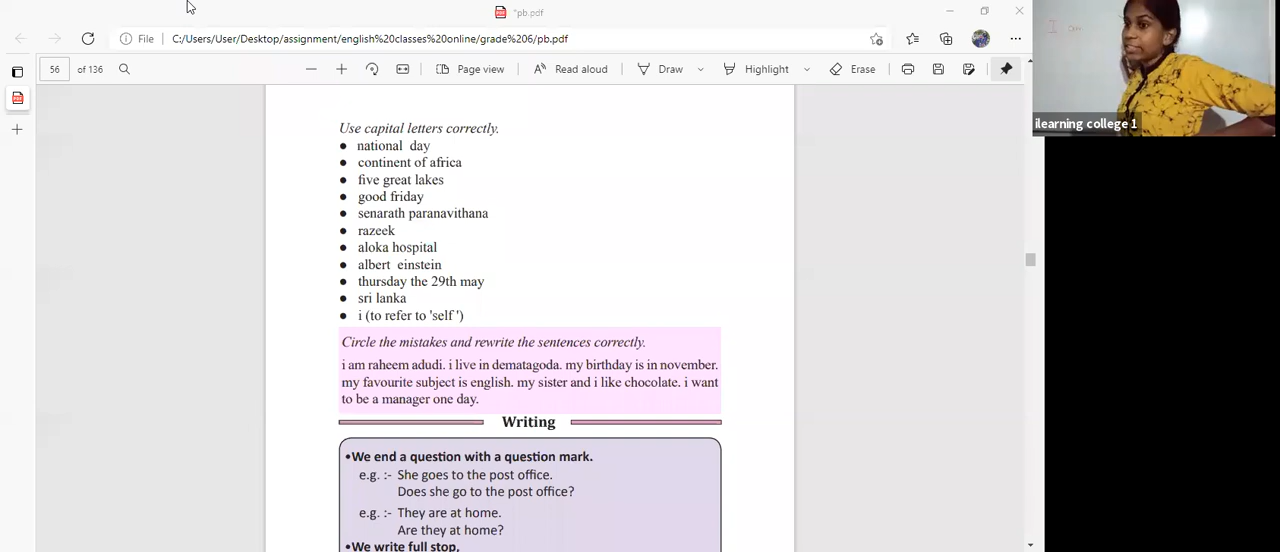 *pb.pdf
File C:/Users/User/Desktop/assignment/english%20classes%20online/grade%206/pb.pdf
56 of 136
Page view
Read aloud
Draw
Highlight
Erase
ilearning college 1
Use capital letters correctly.
● national day
● continent of africa
● five great lakes
● good friday
● senarath paranavithana
● razeek
● aloka hospital
● albert einstein
● thursday the 29th may
● sri lanka
● i (to refer to 'self ')
Circle the mistakes and rewrite the sentences correctly.
i am raheem adudi. i live in dematagoda. my birthday is in november.
my favourite subject is english. my sister and i like chocolate. i want
to be a manager one day.
Writing
•We end a question with a question mark.
e.g. :- She goes to the post office.
Does she go to the post office?
e.g. :- They are at home.
Are they at home?
•We write full stop,